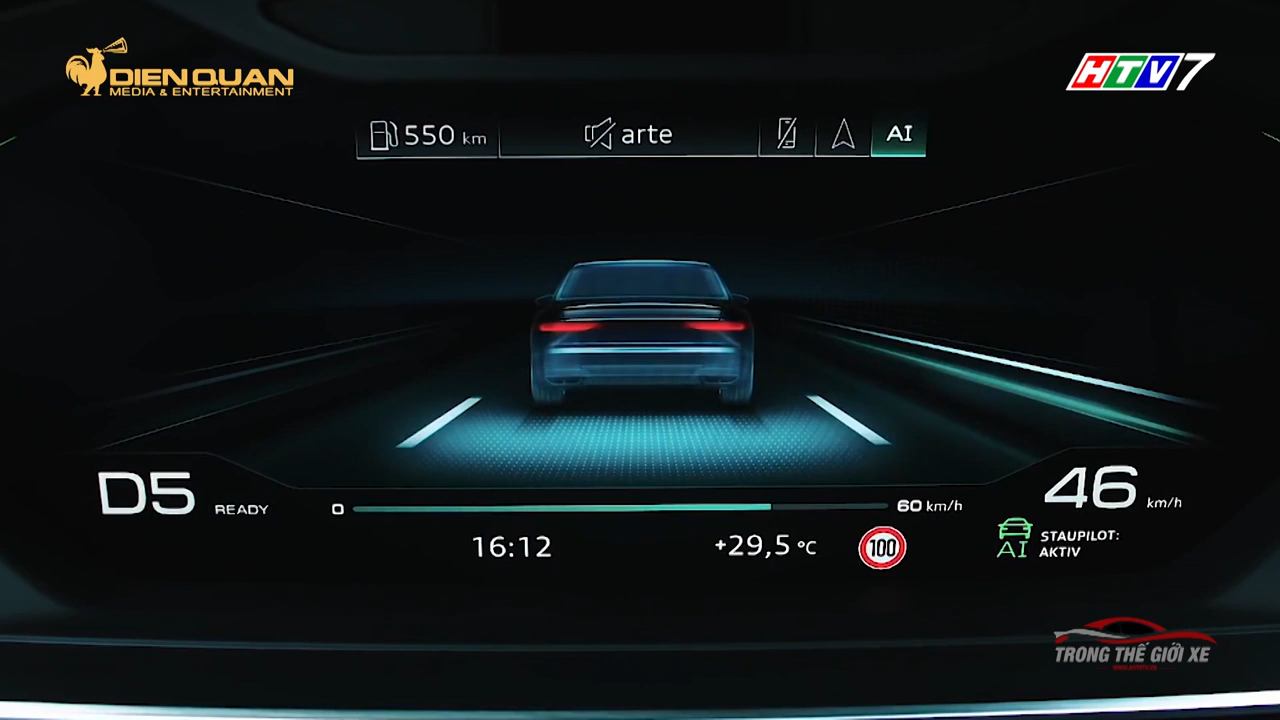 DIEN QUAN
MEDIA & ENTERTAINMENT
HTV7
550 km
arte
AI
D5 READY
0
60 km/h
46 km/h
16:12
+29,5 °C
100
AI
STAUPILOT:
AKTIV
TRONG THẾ GIỚI XE